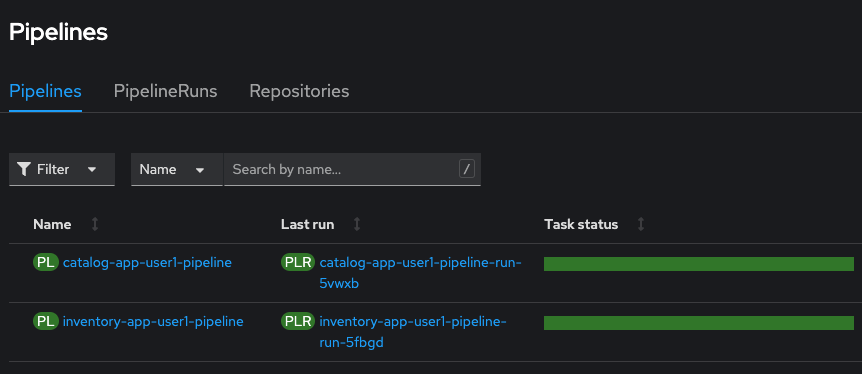 Pipelines
Pipelines PipelineRuns Repositories
Filter Name Search by name... /
Name Last run Task status
PL catalog-app-user1-pipeline PLR catalog-app-user1-pipeline-run-
5vwxb
PL inventory-app-user1-pipeline PLR inventory-app-user1-pipeline-
run-5fbgd